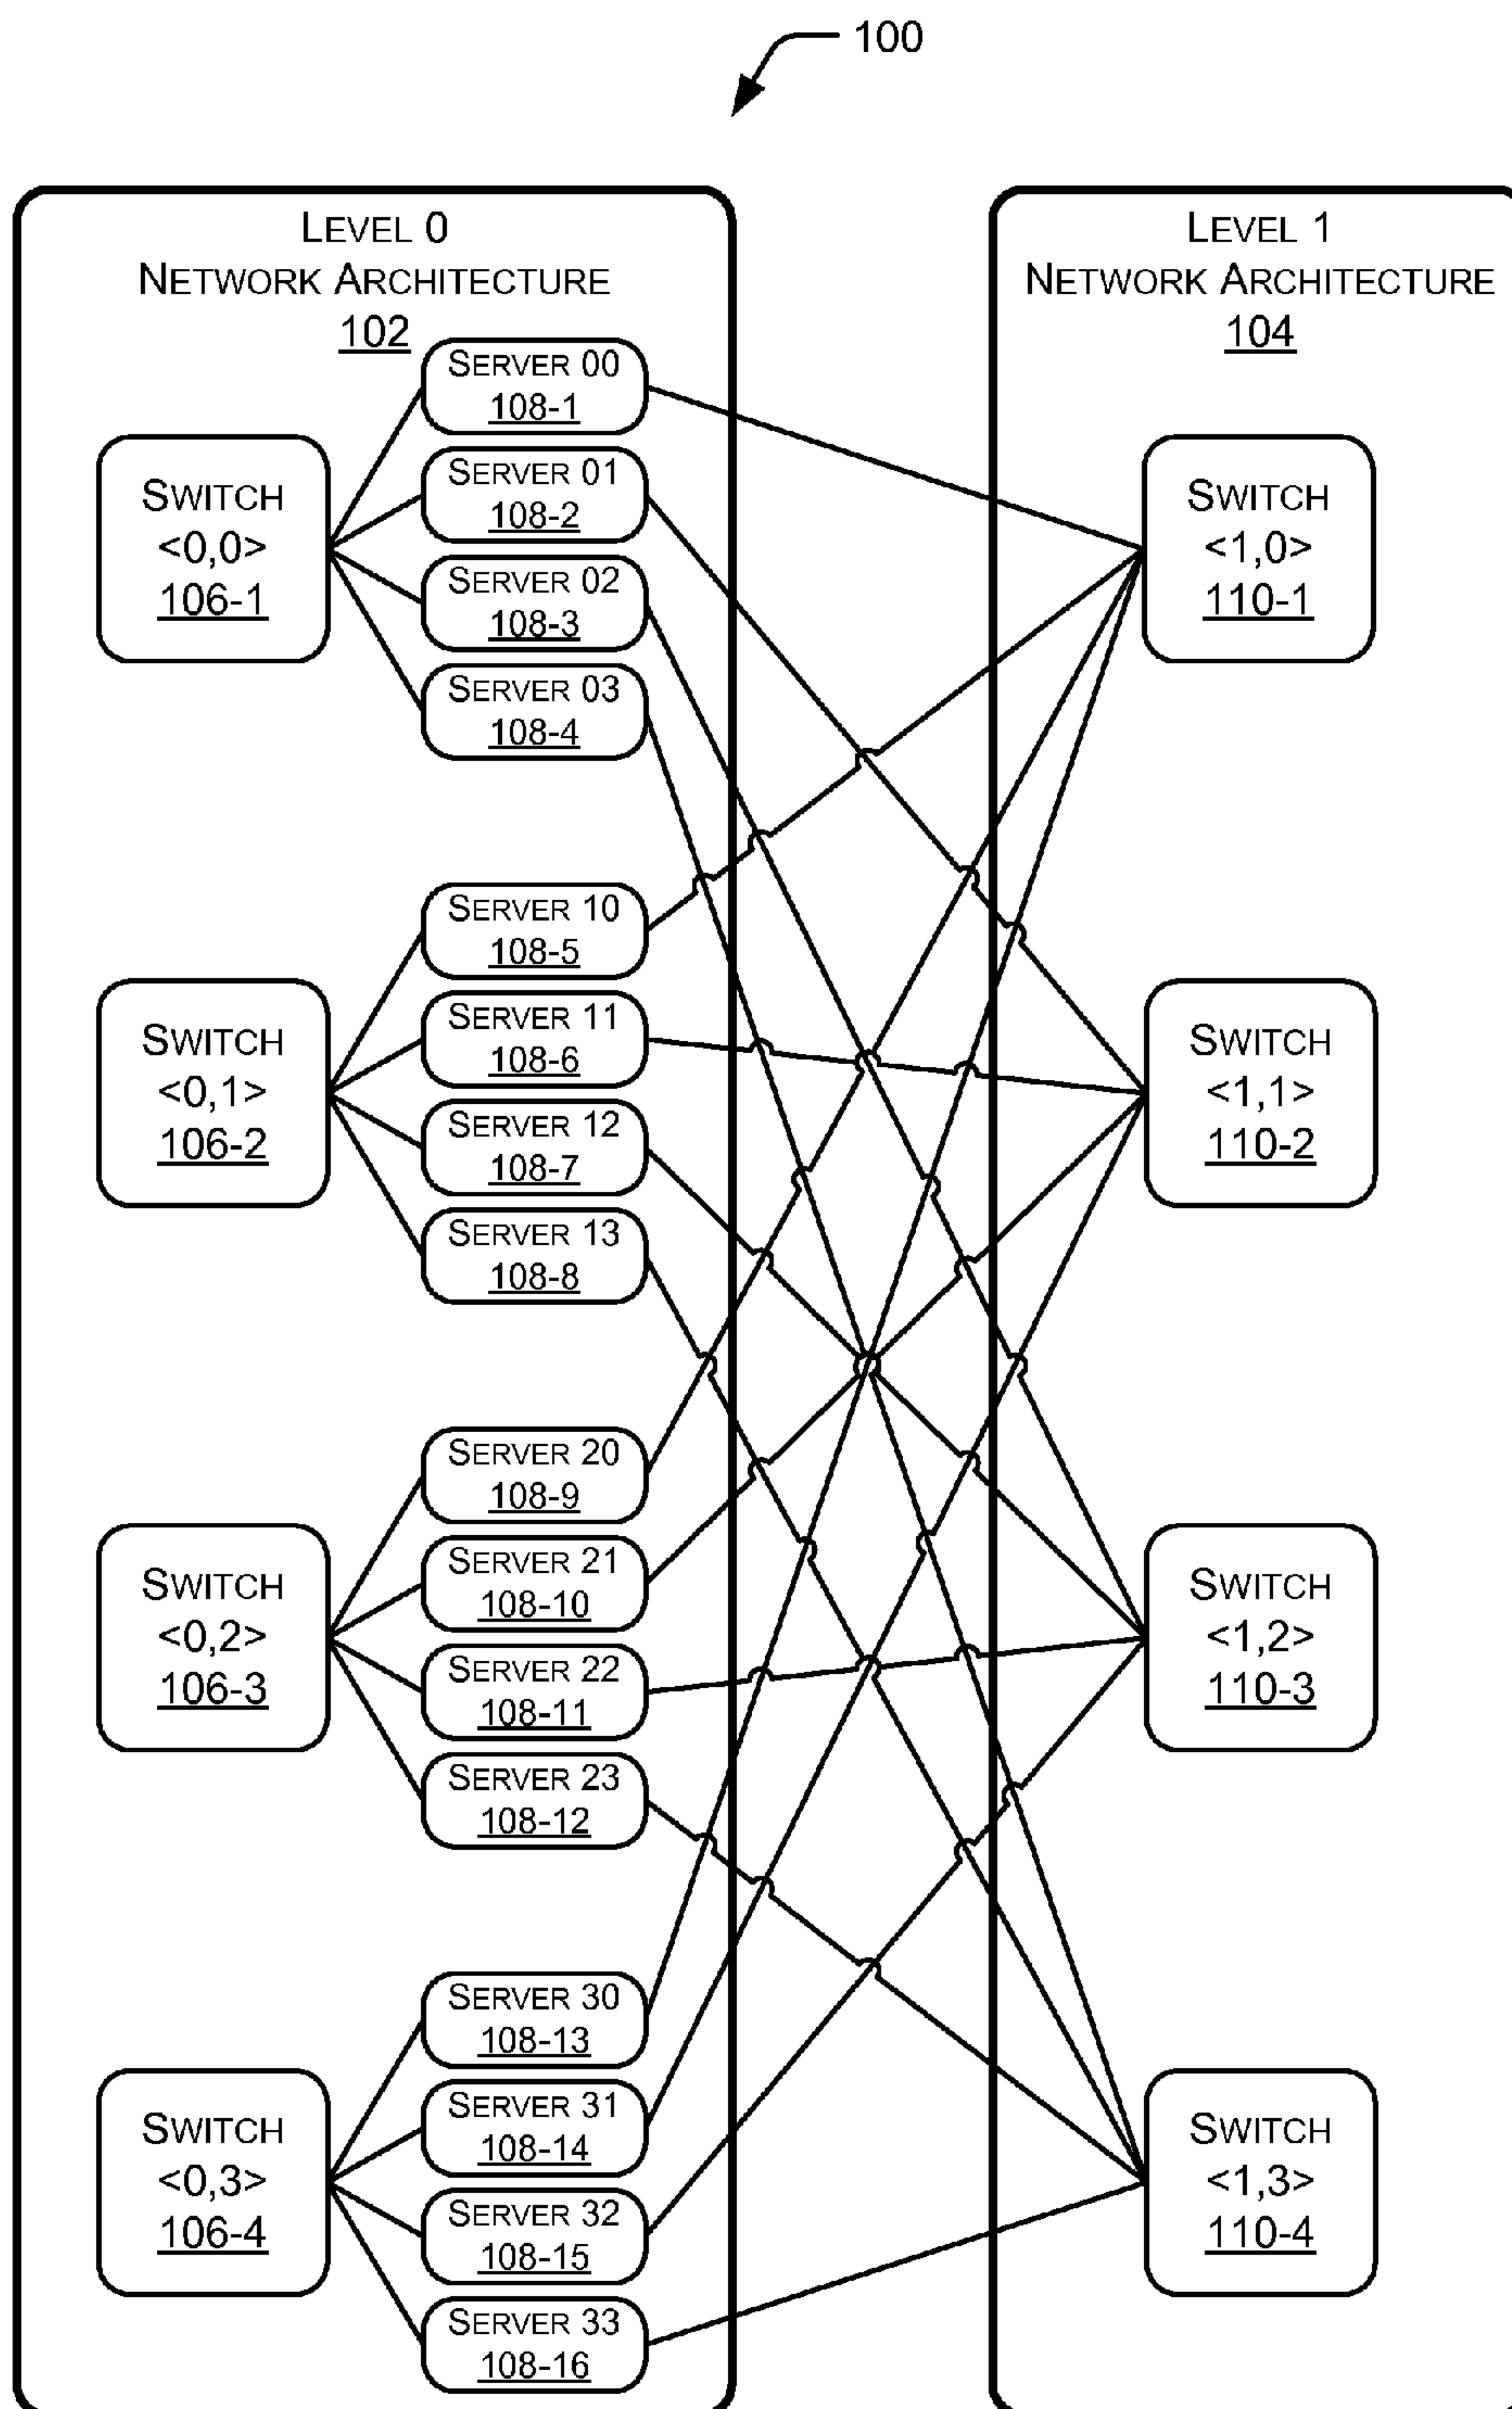 100
LEVEL 0
NETWORK ARCHITECTURE
102
SERVER 00
108-1
SERVER 01
108-2
SERVER 02
108-3
SERVER 03
108-4
SWITCH
<0,0>
106-1
SERVER 10
108-5
SERVER 11
108-6
SERVER 12
108-7
SERVER 13
108-8
SWITCH
<0,1>
106-2
SERVER 20
108-9
SERVER 21
108-10
SERVER 22
108-11
SERVER 23
108-12
SWITCH
<0,2>
106-3
SERVER 30
108-13
SERVER 31
108-14
SERVER 32
108-15
SERVER 33
108-16
SWITCH
<0,3>
106-4
LEVEL 1
NETWORK ARCHITECTURE
104
SWITCH
<1,0>
110-1
SWITCH
<1,1>
110-2
SWITCH
<1,2>
110-3
SWITCH
<1,3>
110-4